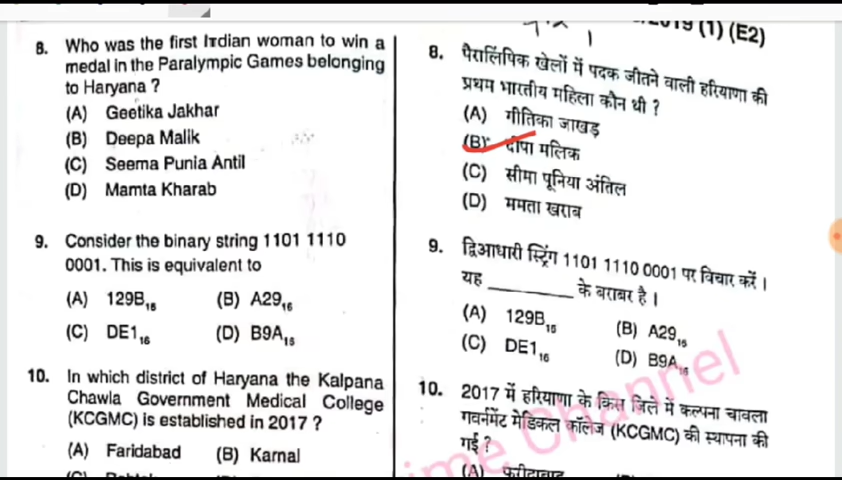 2019 (1) (E2)
8. Who was the first Indian woman to win a
medal in the Paralympic Games belonging
to Haryana ?
(A) Geetika Jakhar
(B) Deepa Malik
(C) Seema Punia Antil
(D) Mamta Kharab
9. Consider the binary string 1101 1110
0001. This is equivalent to
(A) 129B₁₆ (B) A29₁₆
(C) DE1₁₆ (D) B9A₁₆
10. In which district of Haryana the Kalpana
Chawla Government Medical College
(KCGMC) is established in 2017 ?
(A) Faridabad (B) Karnal
8. पैरालिंपिक खेलों में पदक जीतने वाली हरियाणा की
प्रथम भारतीय महिला कौन थी ?
(A) गीतिका जाखड़
(B) दीपा मलिक
(C) सीमा पूनिया अंतिल
(D) ममता खराब
9. द्विआधारी स्ट्रिंग 1101 1110 0001 पर विचार करें ।
यह ________ के बराबर है ।
(A) 129B₁₆ (B) A29₁₆
(C) DE1₁₆ (D) B9A₁₆
10. 2017 में हरियाणा के किस ज़िले में कल्पना चावला
गवर्नमेंट मेडिकल कॉलेज (KCGMC) की स्थापना की
गई ?
(A) फरीदाबाद
ime Channel